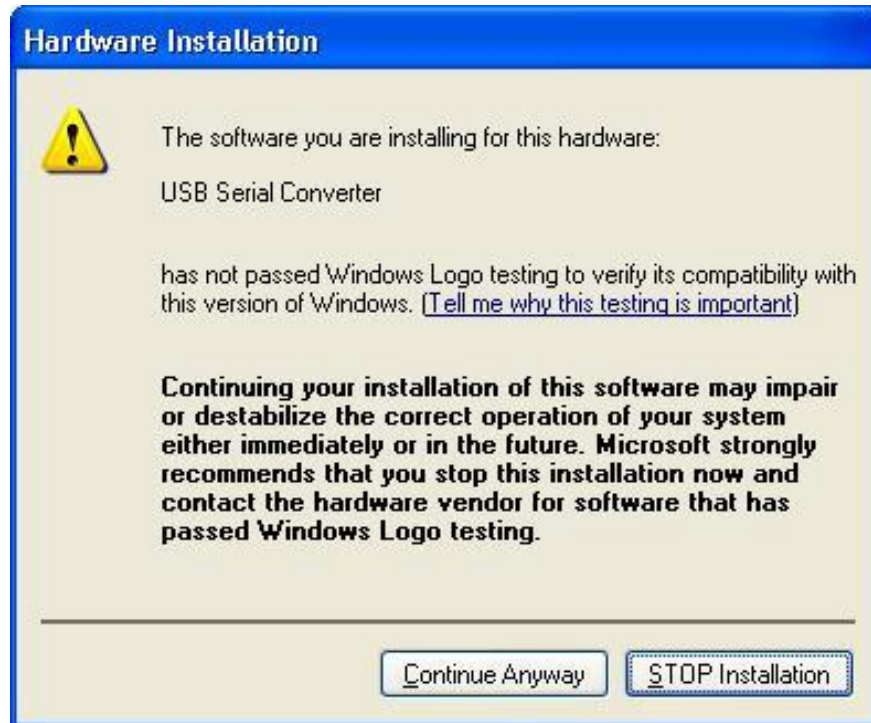 Hardware Installation
The software you are installing for this hardware:
USB Serial Converter
has not passed Windows Logo testing to verify its compatibility with
this version of Windows. (Tell me why this testing is important)
Continuing your installation of this software may impair
or destabilize the correct operation of your system
either immediately or in the future. Microsoft strongly
recommends that you stop this installation now and
contact the hardware vendor for software that has
passed Windows Logo testing.
Continue Anyway
STOP Installation